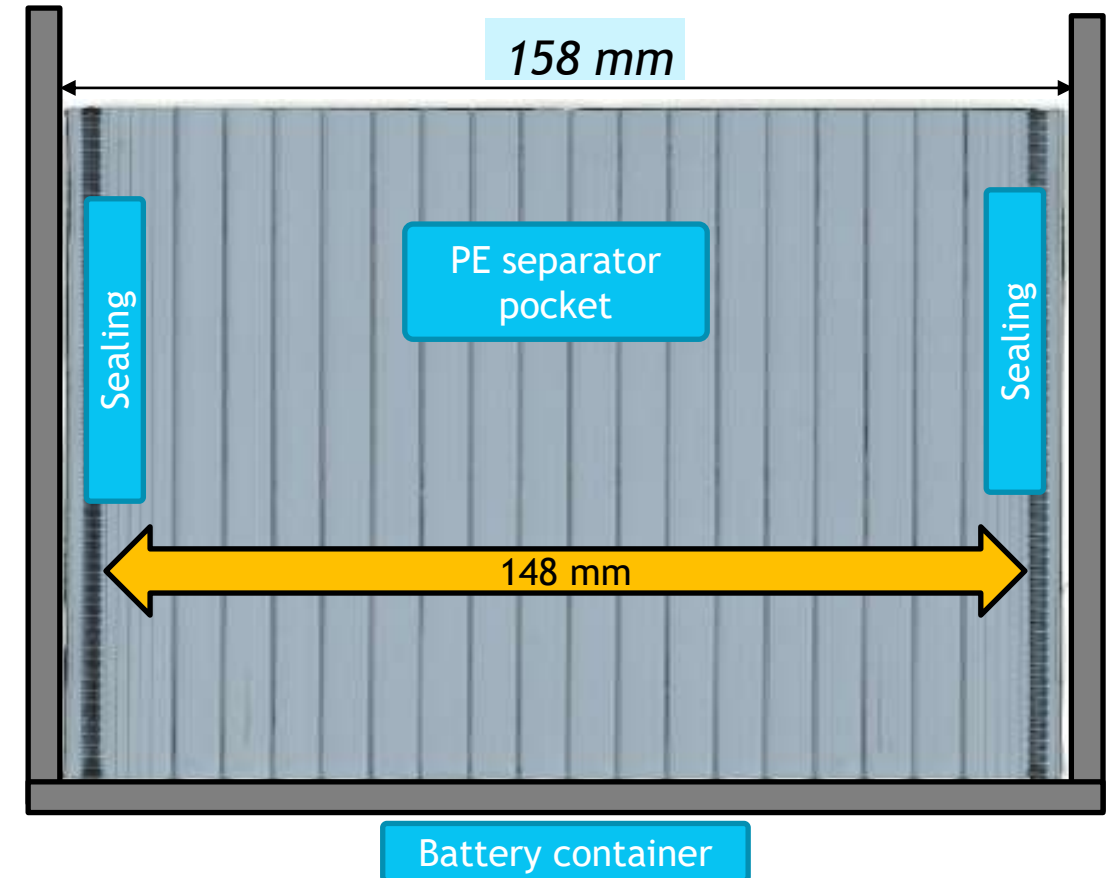 158 mm
PE separator
pocket
Sealing
Sealing
148 mm
Battery container